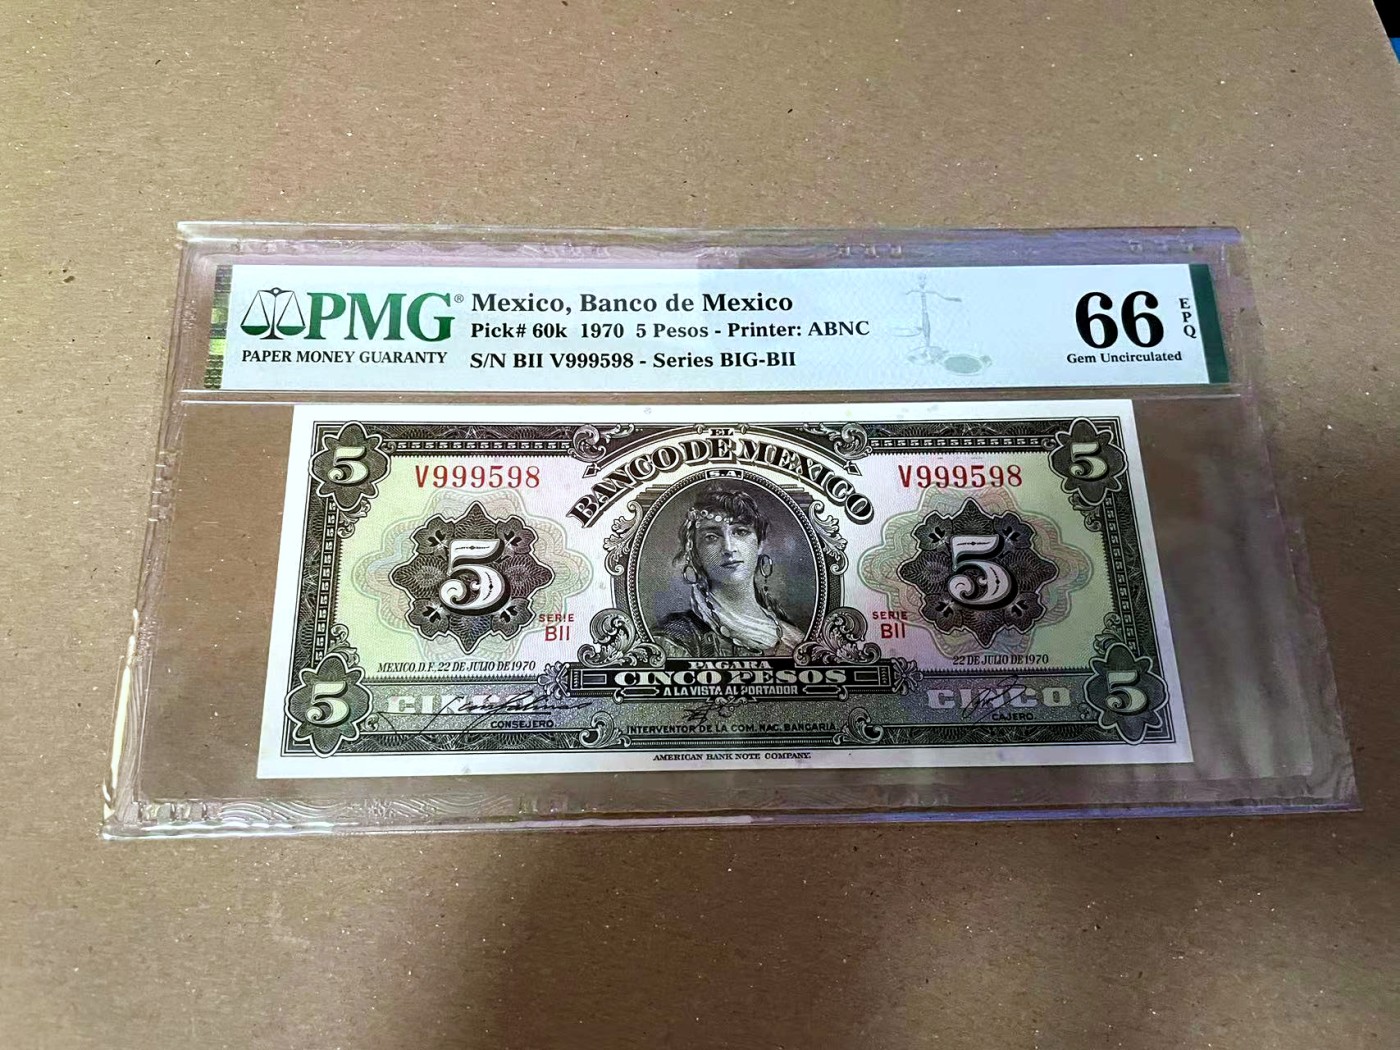 PMG®
PAPER MONEY GUARANTY
Mexico, Banco de Mexico
Pick# 60k 1970 5 Pesos - Printer: ABNC
S/N BII V999598 - Series BIG-BII
66
EPQ
Gem Uncirculated
5
5
V999598
V999598
EL
BANCO DE MEXICO
S.A.
5
5
SERIE
BII
SERIE
BII
MEXICO, D.F. 22 DE JULIO DE 1970
22 DE JULIO DE 1970
PAGARA
CINCO PESOS
A LA VISTA AL PORTADOR
5
5
CINCO
CONSEJERO.
CAJERO.
INTERVENTOR DE LA COM. NAC. BANCARIA
AMERICAN BANK NOTE COMPANY.